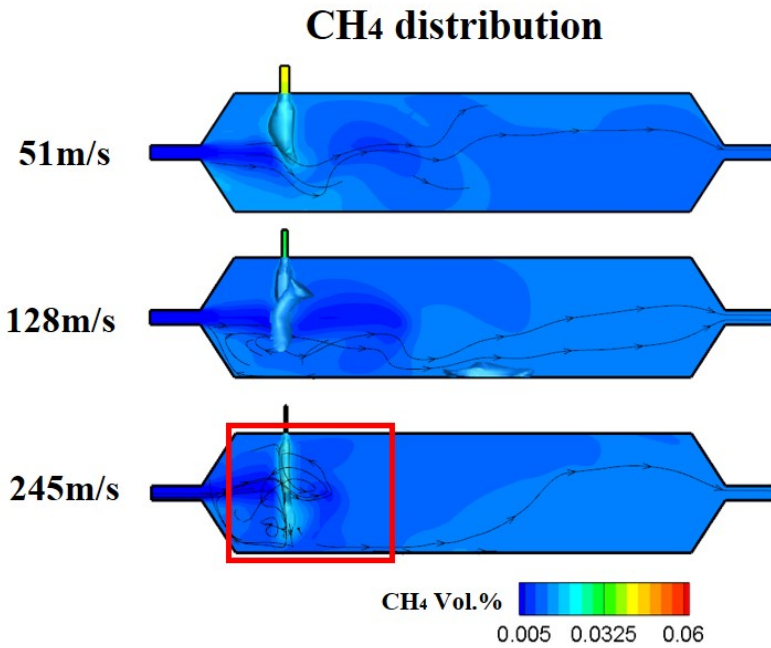 CH₄ distribution
51m/s
128m/s
245m/s
CH₄ Vol.%
0.005 0.0325 0.06